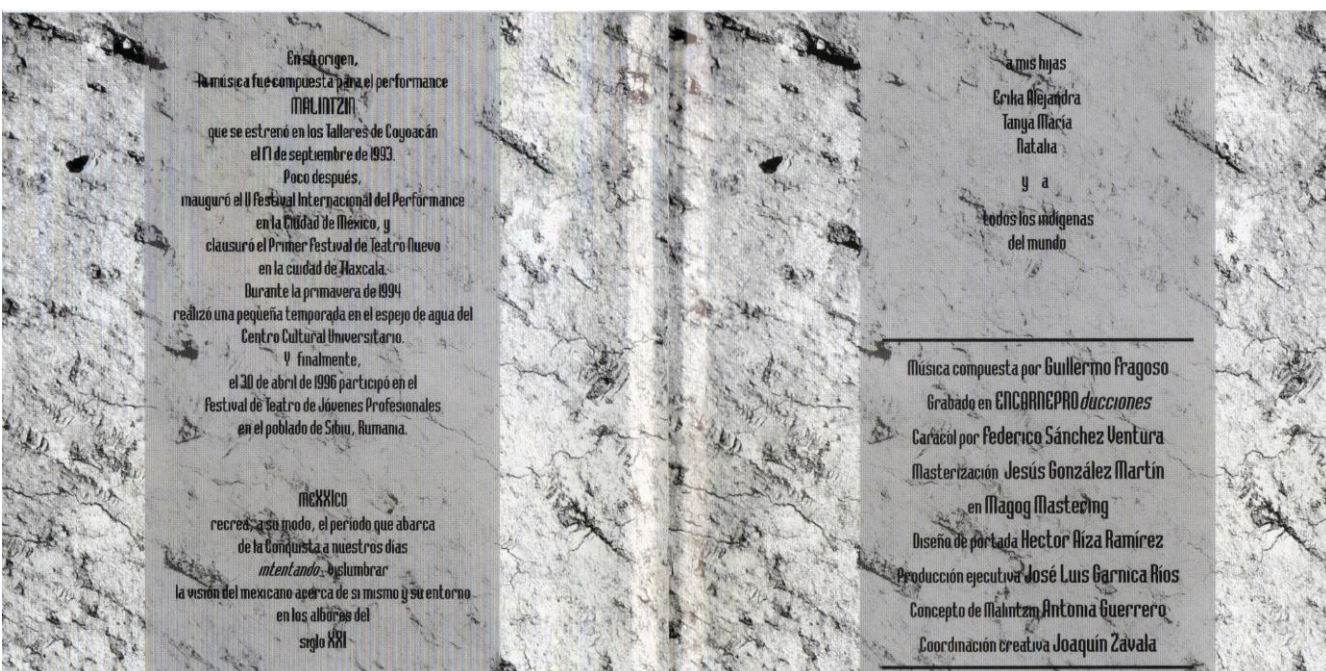 En su origen,
la música fue compuesta para el performance
MALINTZIN
que se estrenó en los Talleres de Coyoacán
el 17 de septiembre de 1993.
Poco después,
inauguró el II Festival Internacional del Performance
en la Ciudad de México, y
clausuró el Primer Festival de Teatro Nuevo
en la ciudad de Tlaxcala.
Durante la primavera de 1994
realizó una pequeña temporada en el espejo de agua del
Centro Cultural Universitario.
Y finalmente,
el 30 de abril de 1996 participó en el
Festival de Teatro de Jóvenes Profesionales
en el poblado de Sibiu, Rumania.
MEXXICO
recrea, a su modo, el período que abarca
de la Conquista a nuestros días
intentando vislumbrar
la visión del mexicano acerca de si mismo y su entorno
en los albores del
siglo XXI
a mis hijas
Erika Alejandra
Tanya María
Natalia
y a
todos los indígenas
del mundo
Música compuesta por Guillermo Fragoso
Grabado en ENCARNEPROducciones
Caracol por Federico Sánchez Ventura
Masterización Jesús González Martín
en Magog Mastering
Diseño de portada Hector Aíza Ramírez
Producción ejecutiva José Luis Garnica Ríos
Concepto de Malintzin Antonia Guerrero
Coordinación creativa Joaquín Zavala